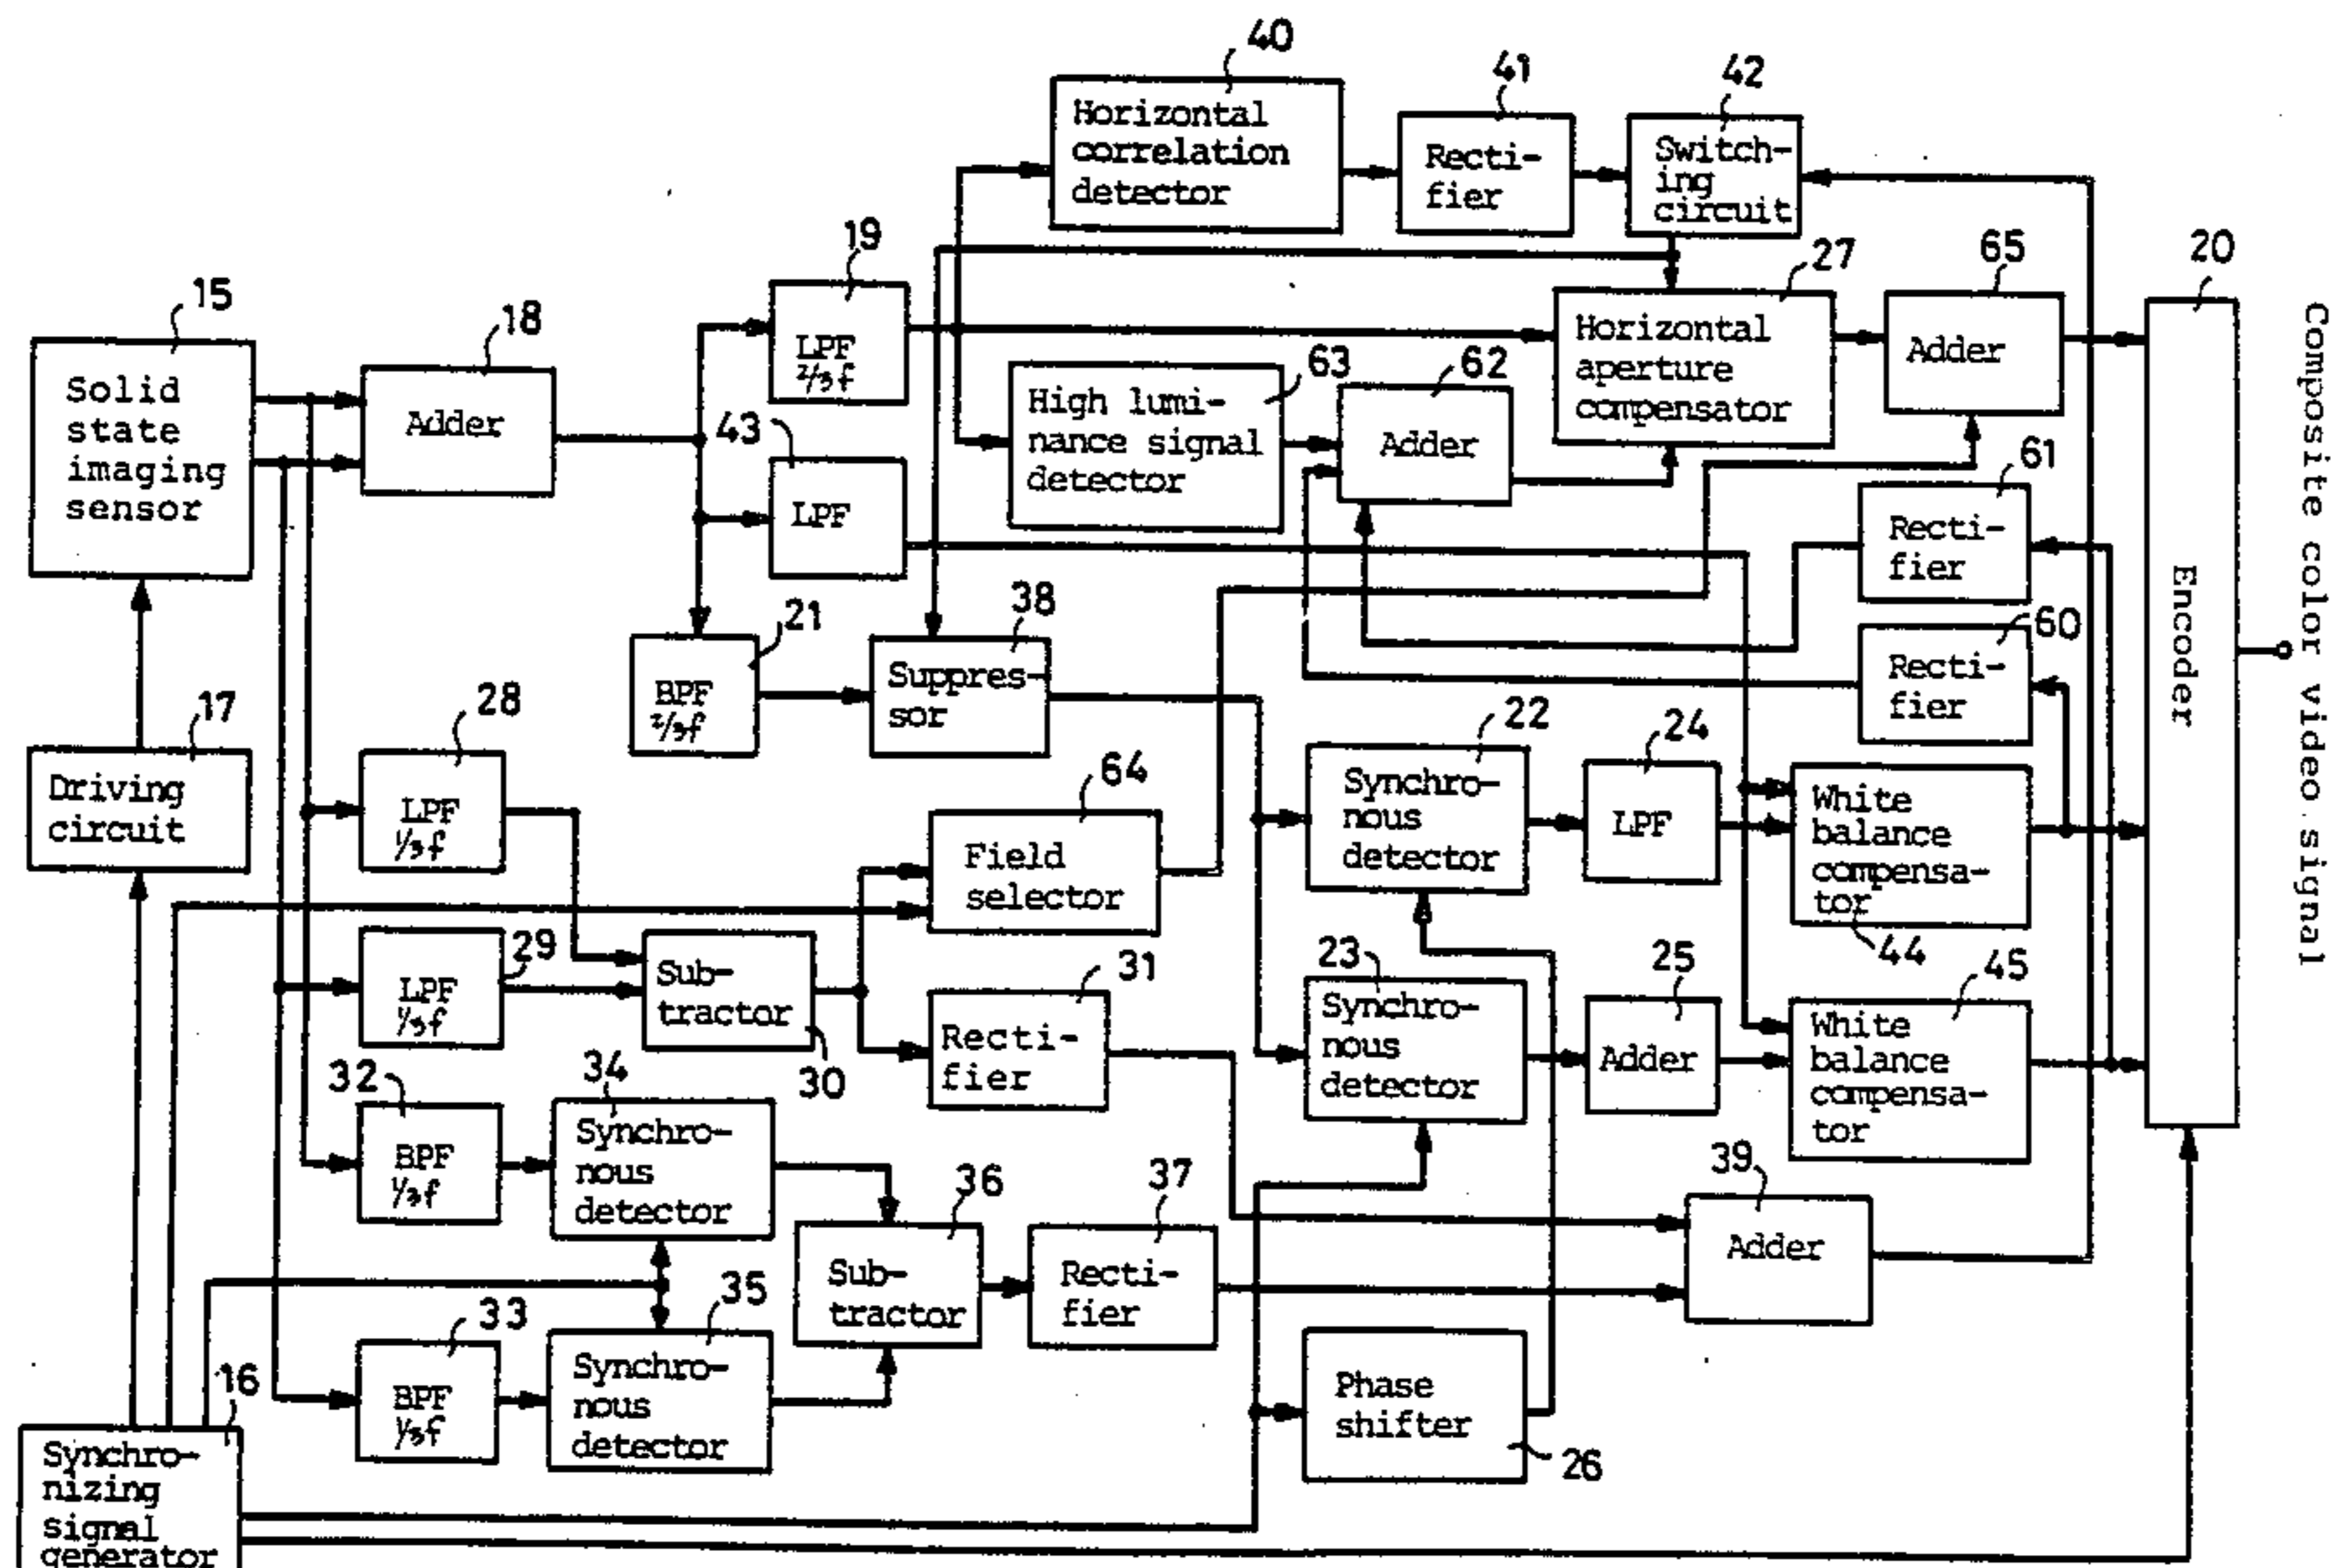 40
Horizontal
correlation
detector
41
Recti-
fier
42
Switch-
ing
circuit
15
Solid
state
imaging
sensor
18
Adder
19
LPF
2/3f
43
LPF
63
High lumi-
nance signal
detector
62
Adder
27
Horizontal
aperture
compensator
65
Adder
20
Encoder
Composite color video signal
61
Recti-
fier
60
Recti-
fier
21
BPF
2/3f
38
Suppres-
sor
17
Driving
circuit
28
LPF
1/3f
64
Field
selector
22
Synchro-
nous
detector
24
LPF
White
balance
compensa-
tor
44
29
LPF
1/3f
Sub-
tractor
30
31
Recti-
fier
23
Synchro-
nous
detector
25
Adder
45
White
balance
compensa-
tor
32
BPF
1/3f
34
Synchro-
nous
detector
36
Sub-
tractor
37
Recti-
fier
39
Adder
33
BPF
1/3f
35
Synchro-
nous
detector
Phase
shifter
26
16
Synchro-
nizing
signal
generator